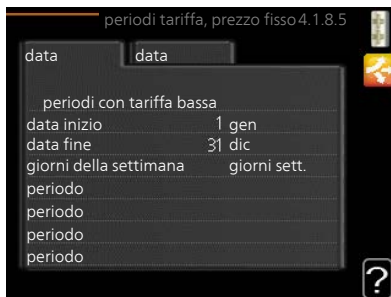 periodi tariffa, prezzo fisso 4.1.8.5
data data
periodi con tariffa bassa
data inizio 1 gen
data fine 31 dic
giorni della settimana giorni sett.
periodo
periodo
periodo
periodo
?